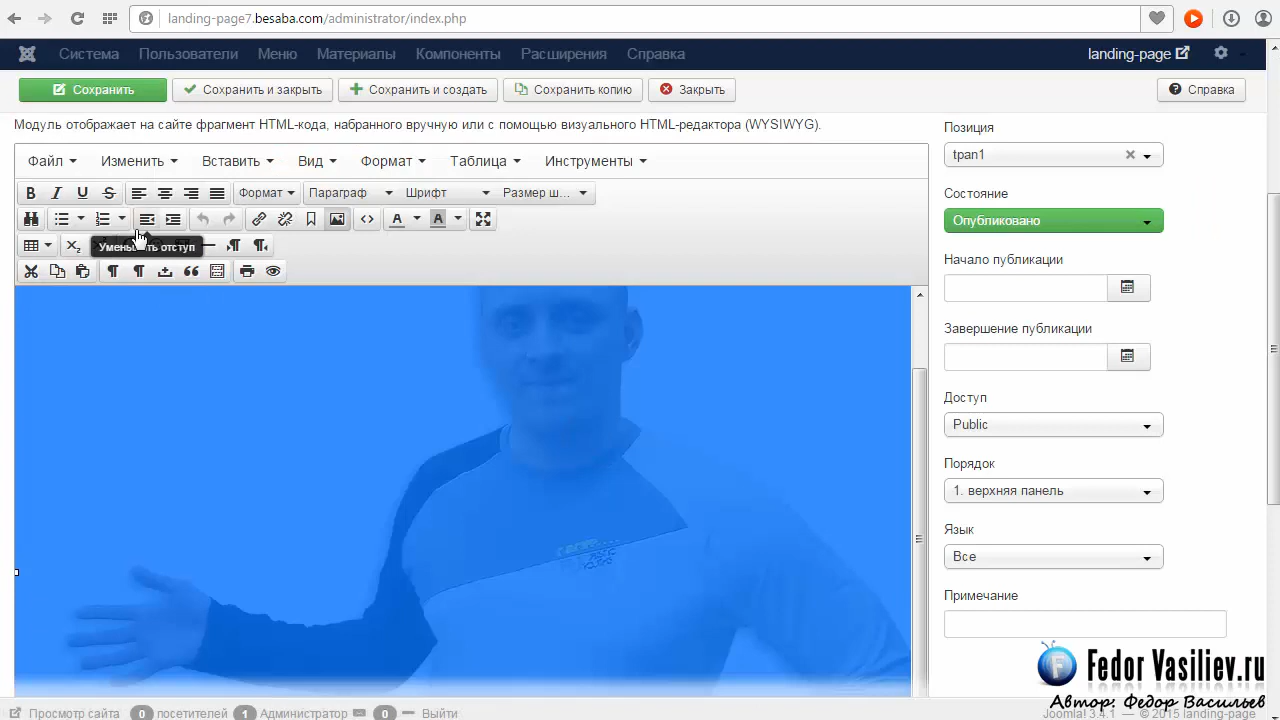 landing-page7.besaba.com/administrator/index.php
Система Пользователи Меню Материалы Компоненты Расширения Справка landing-page
Сохранить Сохранить и закрыть Сохранить и создать Сохранить копию Закрыть Справка
Модуль отображает на сайте фрагмент HTML-кода, набранного вручную или с помощью визуального HTML-редактора (WYSIWYG).
Файл Изменить Вставить Вид Формат Таблица Инструменты
B I U S Формат Параграф Шрифт Размер ш...
A A
Уменьшить отступ
Позиция
tpan1
Состояние
Опубликовано
Начало публикации
Завершение публикации
Доступ
Public
Порядок
1. верхняя панель
Язык
Все
Примечание
Fedor Vasiliev.ru
Автор: Федор Васильев
Просмотр сайта 0 посетителей 1 Администратор 0 Выйти
Joomla! 3.4.1 — © 2015 landing-page